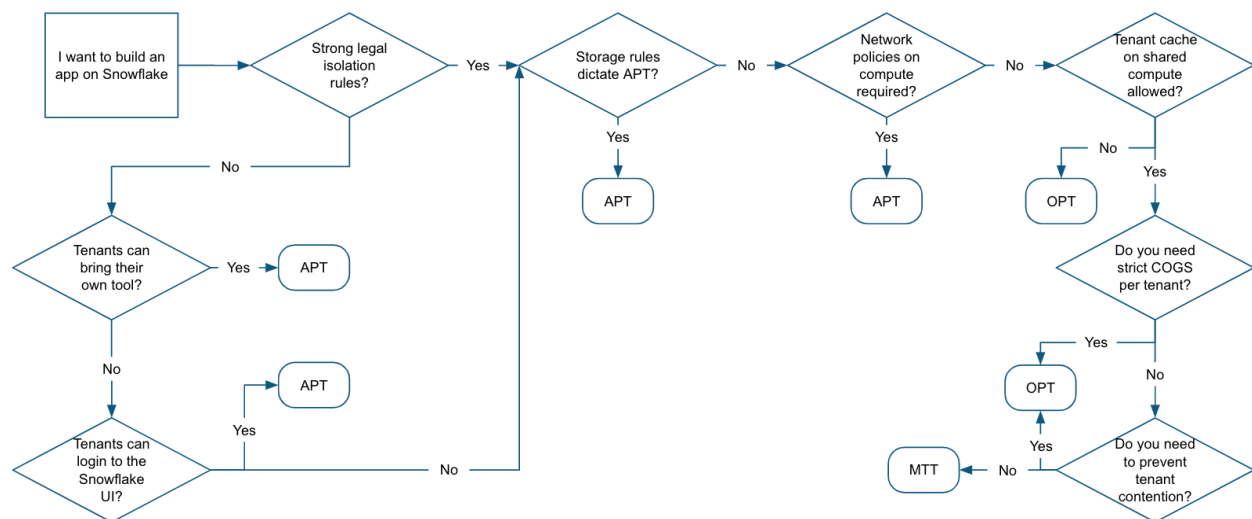 I want to build an
app on Snowflake
Strong legal
isolation rules?
Yes
Storage rules
dictate APT?
No
Network
policies on
compute
required?
No
Tenant cache
on shared
compute
allowed?
No
Yes
APT
Yes
APT
No
OPT
Yes
Tenants can
bring their
own tool?
Yes
APT
Do you need
strict COGS
per tenant?
No
APT
Yes
Yes
OPT
No
Tenants can
login to the
Snowflake
UI?
No
MTT
No
Yes
Do you need
to prevent
tenant
contention?